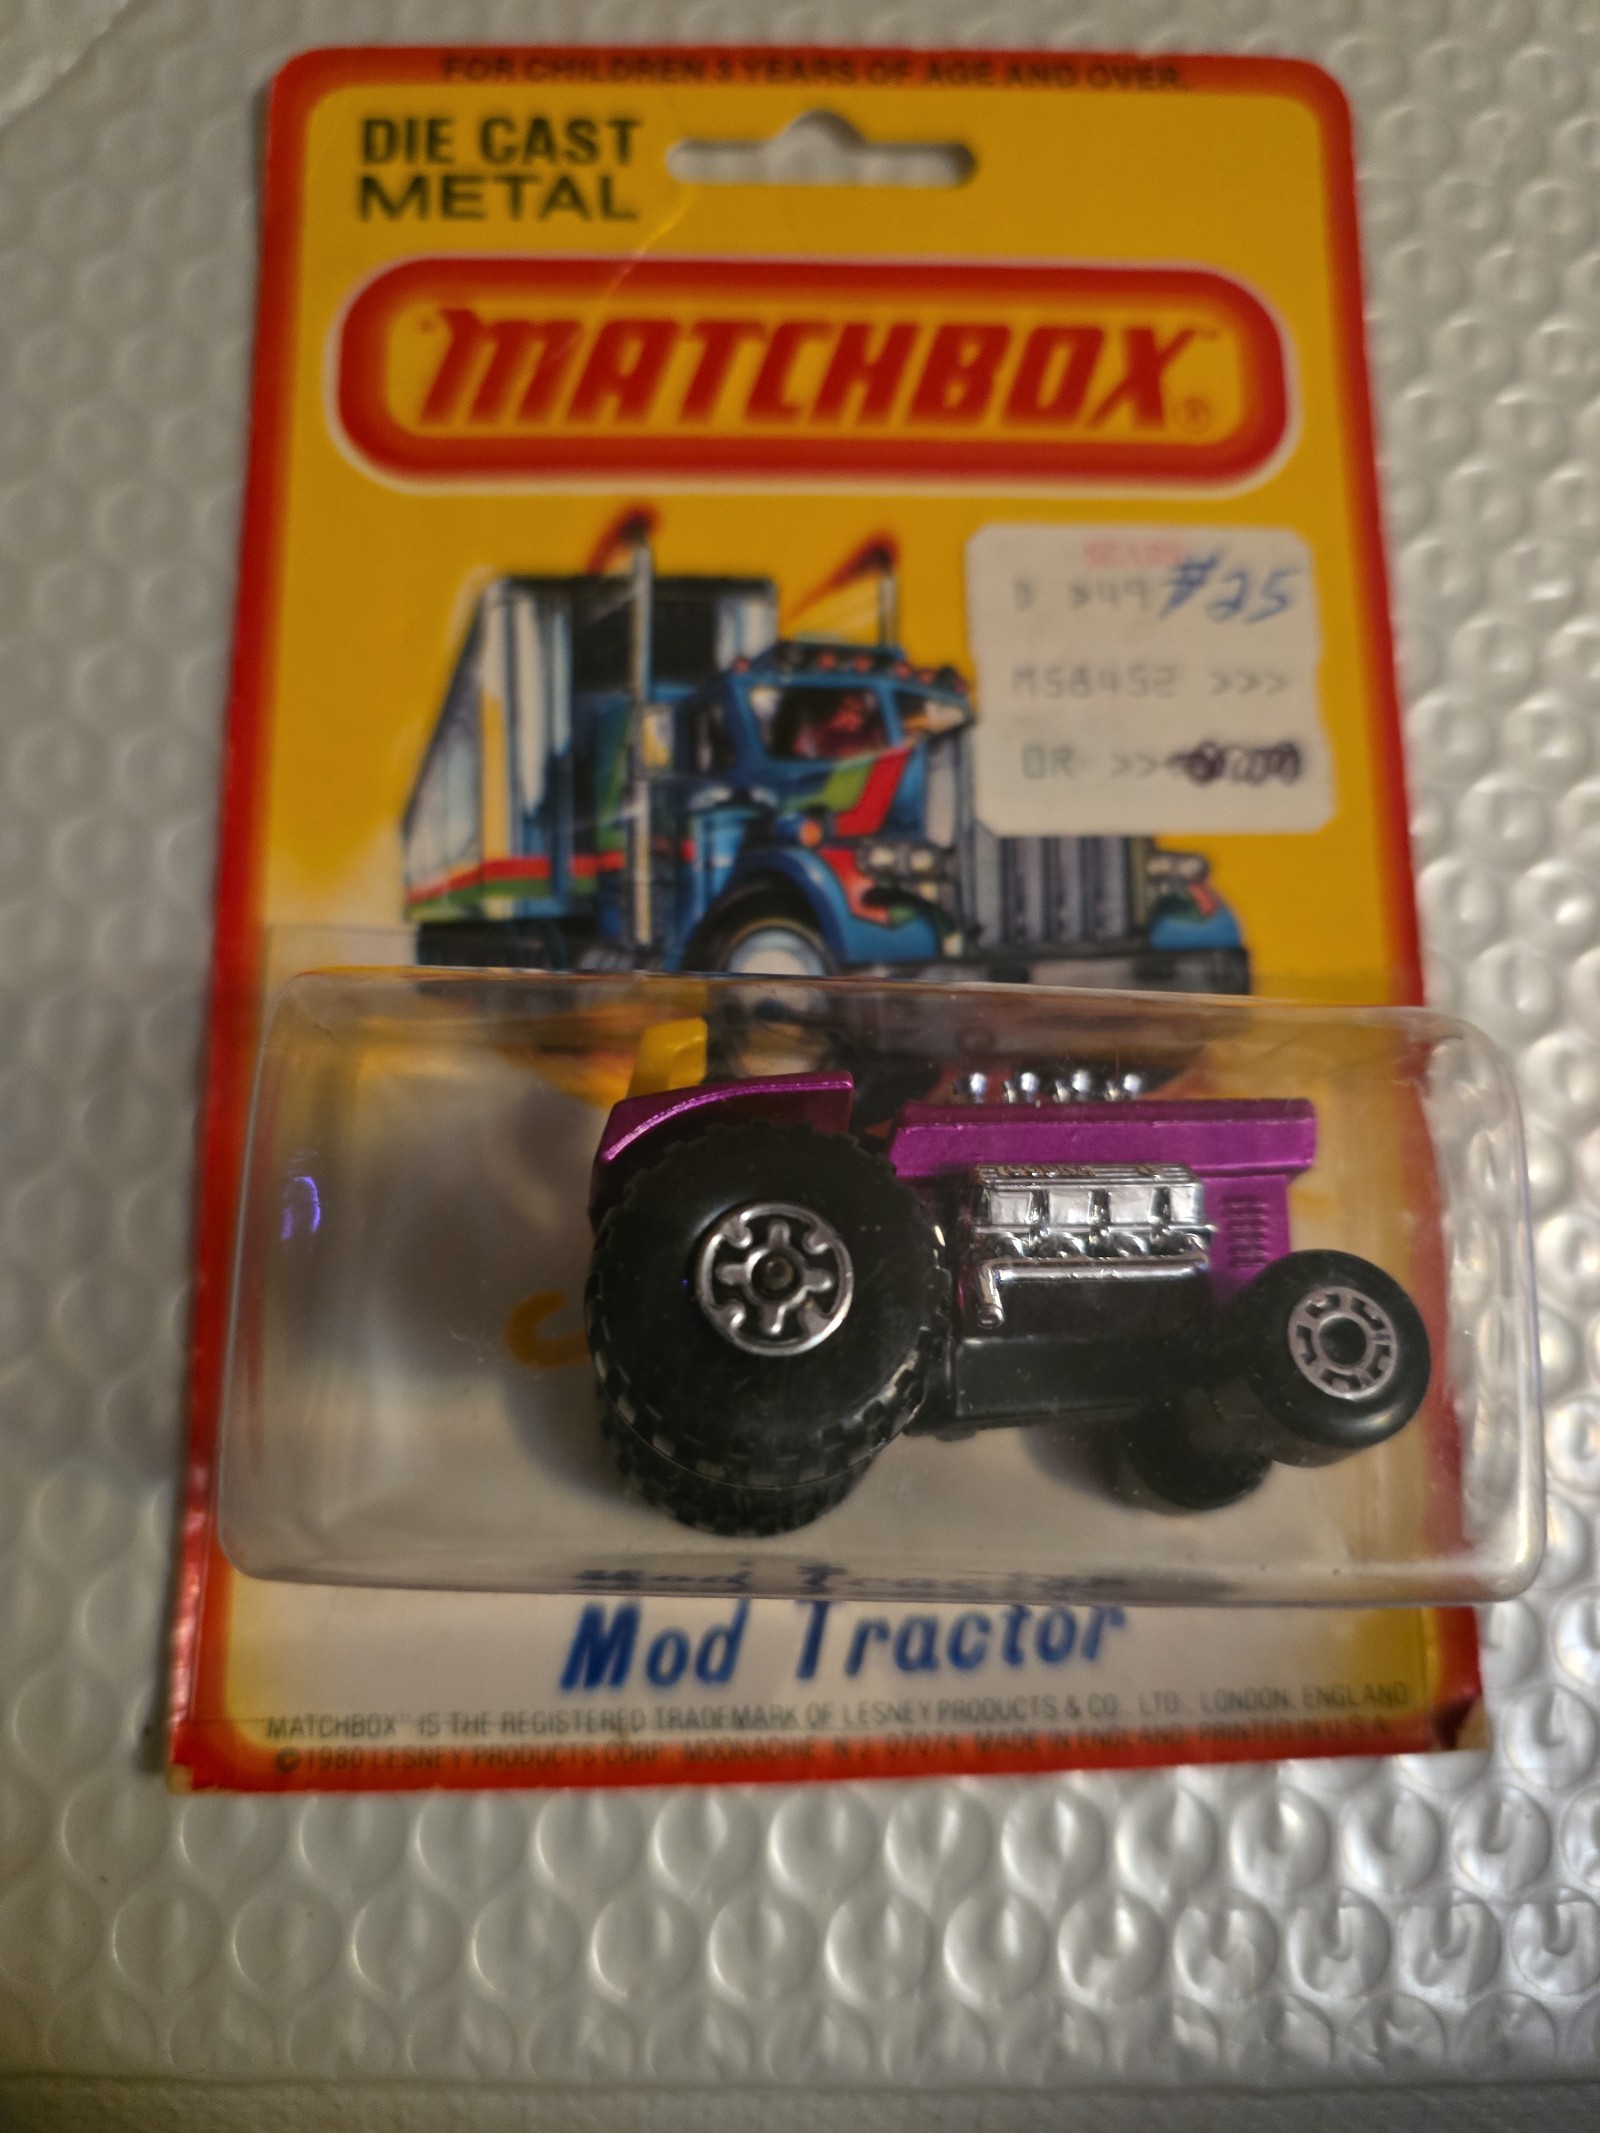 FOR CHILDREN 3 YEARS OF AGE AND OVER.
DIE CAST
METAL
"MATCHBOX"®
#25
M58452 >>>
OR >>
Mod Tractor
MATCHBOX" IS THE REGISTERED TRADEMARK OF LESNEY PRODUCTS & CO. LTD. LONDON, ENGLAND
©1980 LESNEY PRODUCTS CORP. MOONACHIE N.J. 07074 MADE IN ENGLAND PRINTED IN U.S.A.